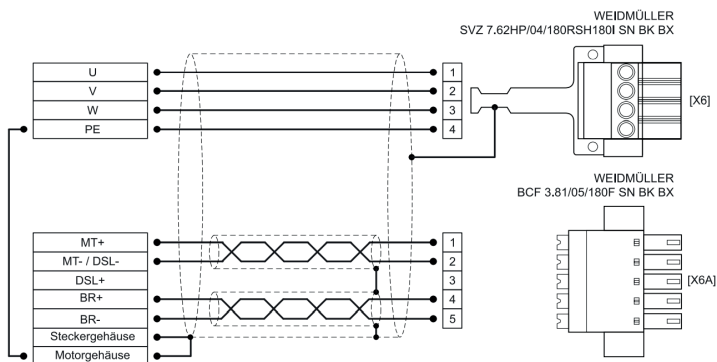 WEIDMÜLLER
SVZ 7.62HP/04/180RSH180I SN BK BX
U
1
V
2
W
3
PE
4
[X6]
WEIDMÜLLER
BCF 3.81/05/180F SN BK BX
MT+
1
MT- / DSL-
2
DSL+
3
[X6A]
BR+
4
BR-
5
Steckergehäuse
Motorgehäuse